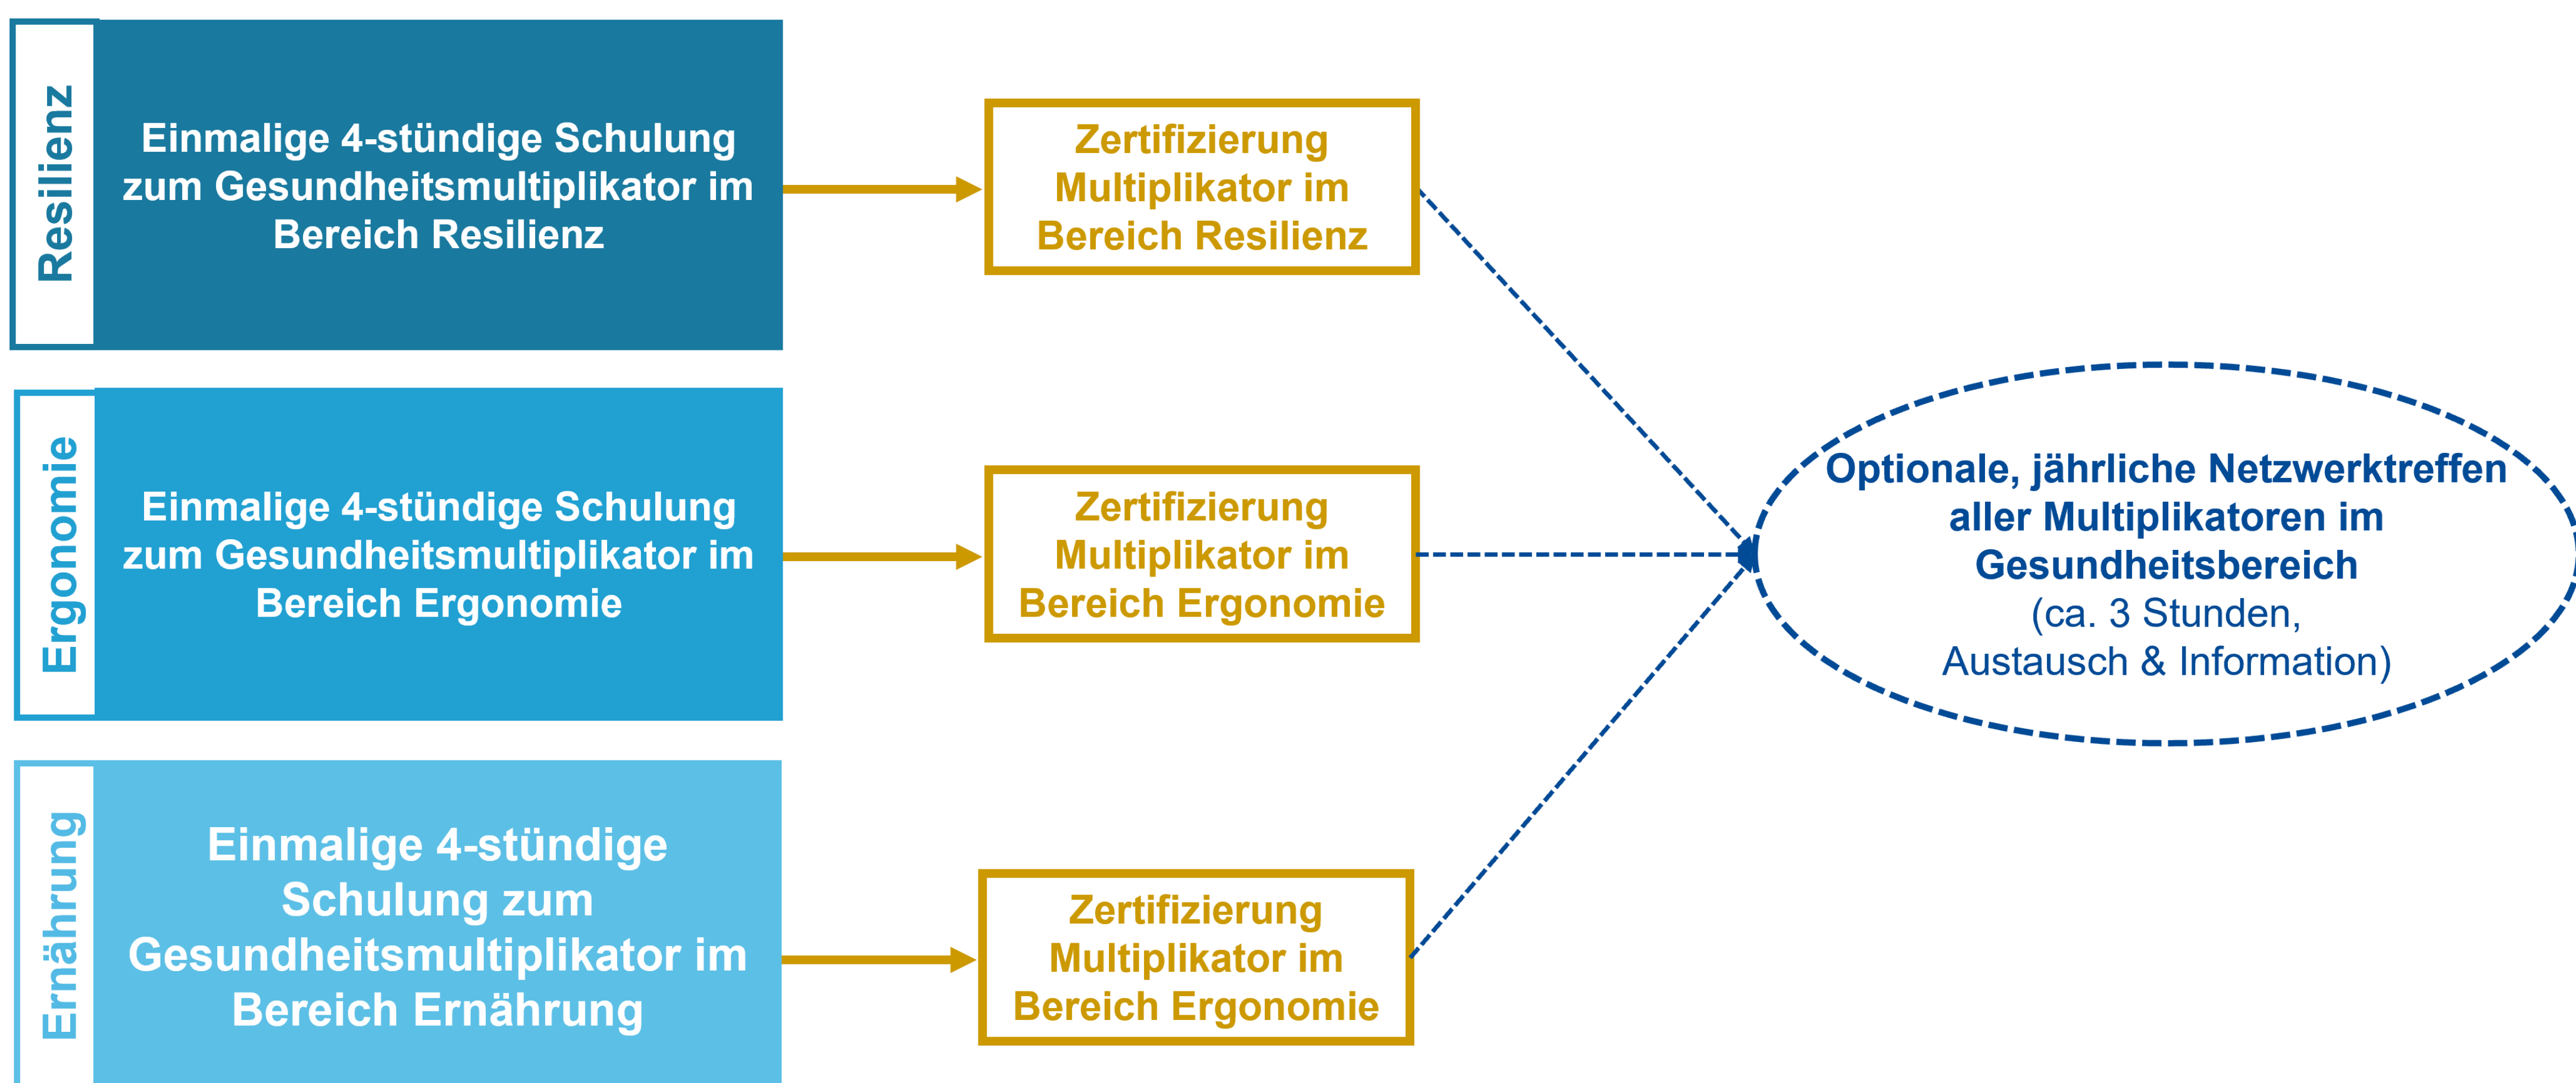 Resilienz
Einmalige 4-stündige Schulung
zum Gesundheitsmultiplikator im
Bereich Resilienz
Zertifizierung
Multiplikator im
Bereich Resilienz
Ergonomie
Einmalige 4-stündige Schulung
zum Gesundheitsmultiplikator im
Bereich Ergonomie
Zertifizierung
Multiplikator im
Bereich Ergonomie
Optionale, jährliche Netzwerktreffen
aller Multiplikatoren im
Gesundheitsbereich
(ca. 3 Stunden,
Austausch & Information)
Ernährung
Einmalige 4-stündige
Schulung zum
Gesundheitsmultiplikator im
Bereich Ernährung
Zertifizierung
Multiplikator im
Bereich Ergonomie